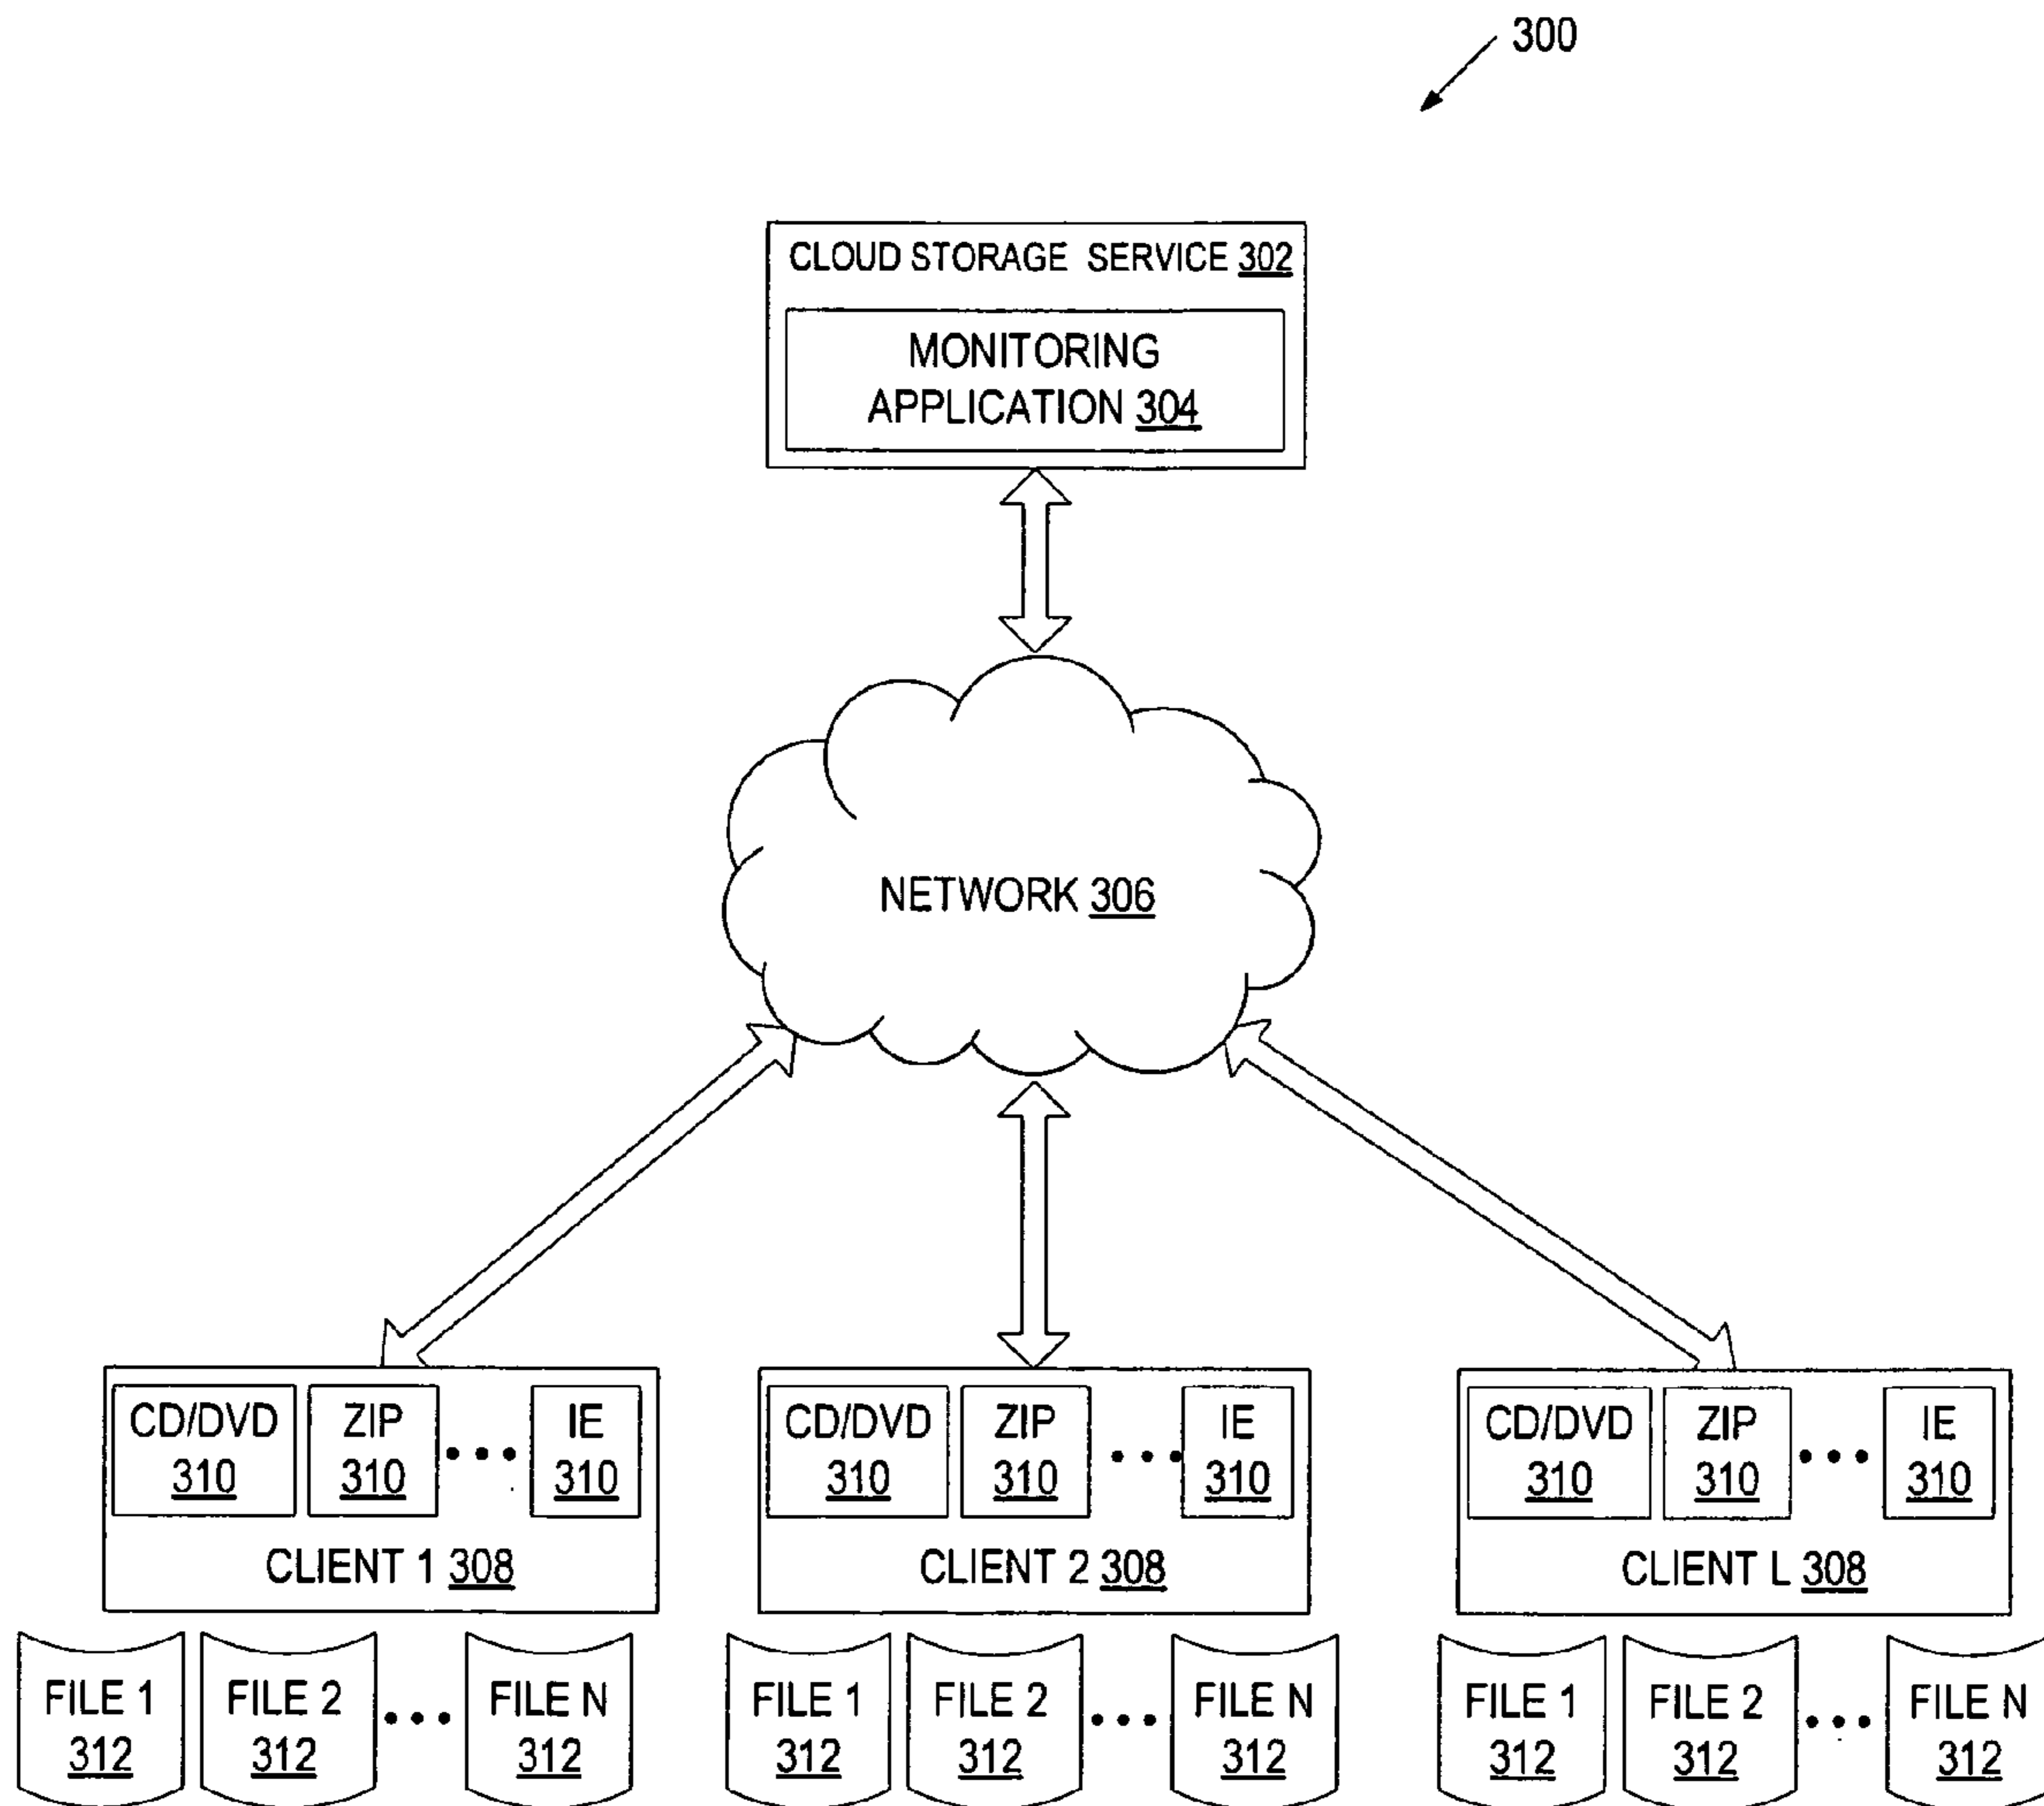 300
CLOUD STORAGE SERVICE 302
MONITORING
APPLICATION 304
NETWORK 306
CD/DVD
310
ZIP
310
IE
310
CLIENT 1 308
CD/DVD
310
ZIP
310
IE
310
CLIENT 2 308
CD/DVD
310
ZIP
310
IE
310
CLIENT L 308
FILE 1
312
FILE 2
312
FILE N
312
FILE 1
312
FILE 2
312
FILE N
312
FILE 1
312
FILE 2
312
FILE N
312